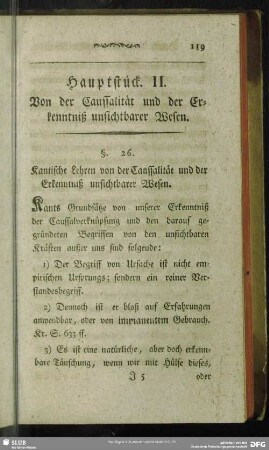 119
Hauptstück. II.
Von der Caussalität und der Er-
kenntniß unsichtbarer Wesen.
§. 26.
Kantische Lehren von der Caussalität und der
Erkenntniß unsichtbarer Wesen.
Kants Grundsätze von unserer Erkenntniß
der Caussalverknüpfung und den darauf ge-
gründeten Begriffen von den unsichtbaren
Kräften außer uns sind folgende:
1) Der Begriff von Ursache ist nicht em-
pirischen Ursprungs; sondern ein reiner Ver-
standesbegriff.
2) Dennoch ist er bloß auf Erfahrungen
anwendbar, oder von immanentem Gebrauch.
Kr. S. 633 ff.
3) Es ist eine natürliche, aber doch erkenn-
bare Täuschung, wenn wir mit Hülfe dieses,
J 5 oder
SLUB
DFG